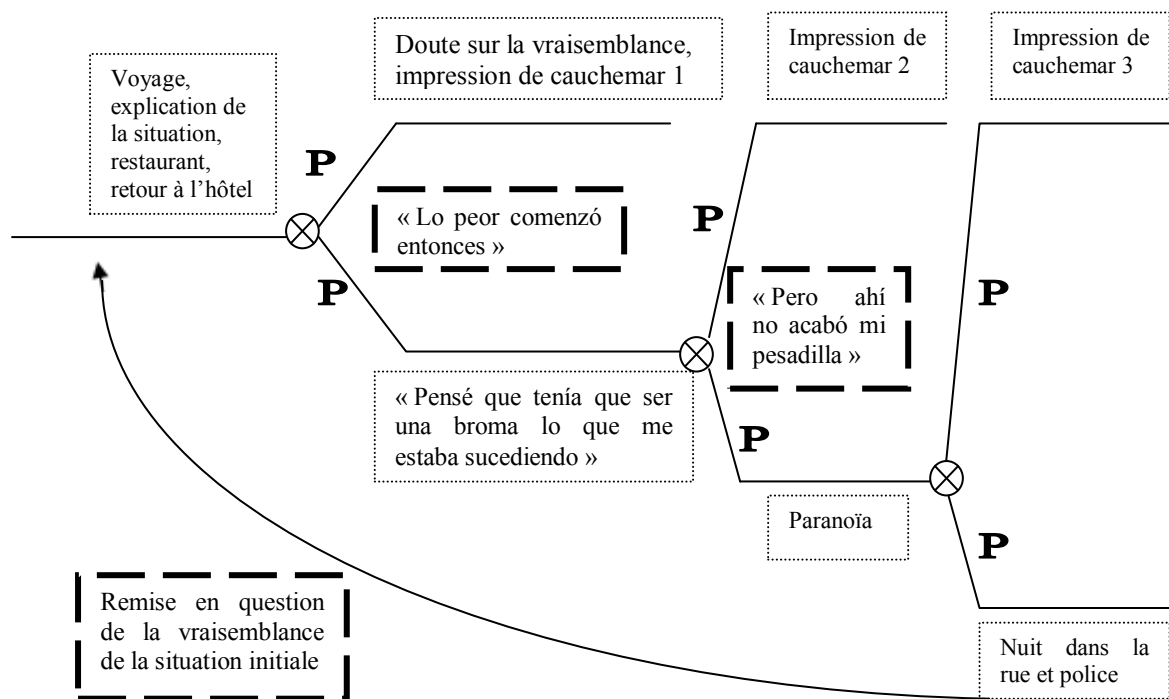 Voyage,
explication de
la situation,
restaurant,
retour à l’hôtel
Doute sur la vraisemblance,
impression de cauchemar 1
Impression de
cauchemar 2
Impression de
cauchemar 3
P
P
« Lo peor comenzó
entonces »
P
P
« Pero ahí
no acabó mi
pesadilla »
P
P
« Pensé que tenía que ser
una broma lo que me
estaba sucediendo »
Paranoïa
Remise en question
de la vraisemblance
de la situation initiale
Nuit dans la
rue et police